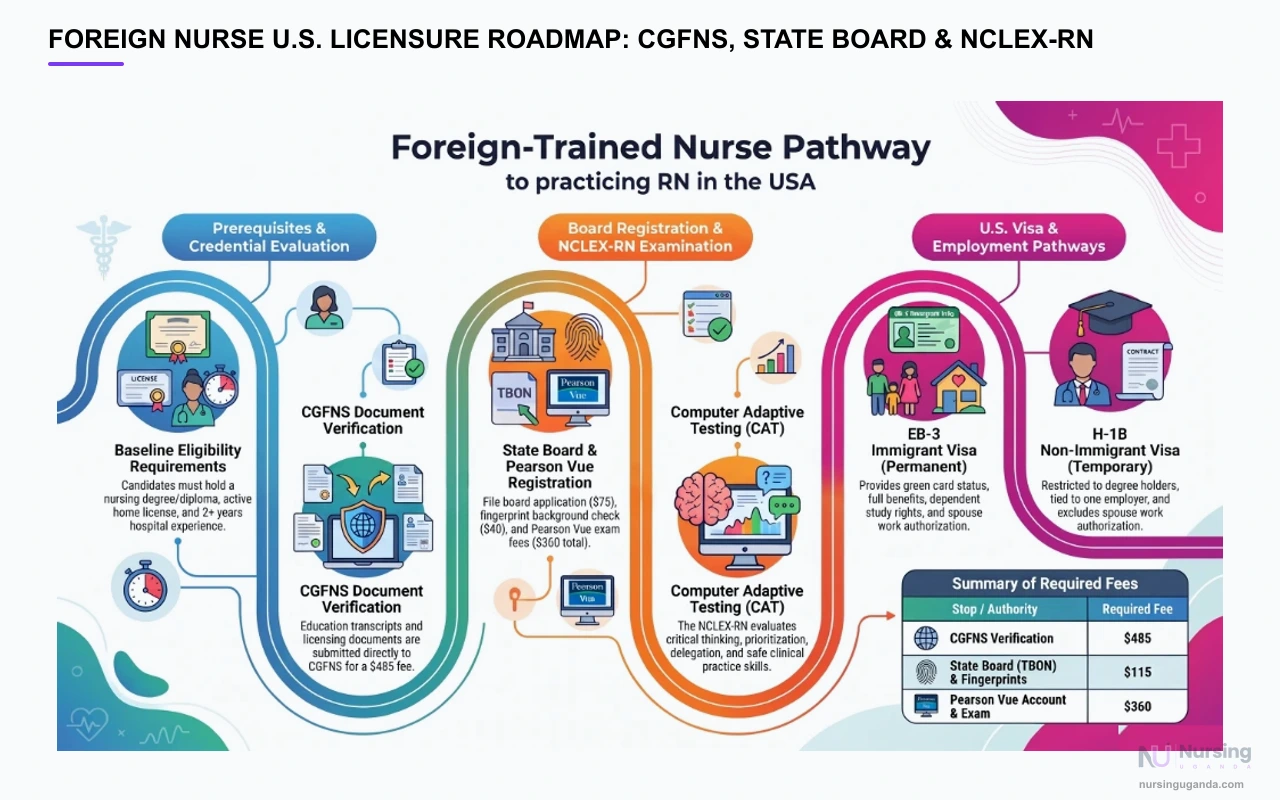 FOREIGN NURSE U.S. LICENSURE ROADMAP: CGFNS, STATE BOARD & NCLEX-RN
Foreign-Trained Nurse Pathway
to practicing RN in the USA
Prerequisites &
Credential Evaluation
LICENSE
Baseline Eligibility
Requirements
Candidates must hold a
nursing degree/diploma, active
home license, and 2+ years
hospital experience.
CGFNS Document
Verification
CGFNS Document
Verification
Education transcripts and
licensing documents are
submitted directly to
CGFNS for a $485 fee.
Board Registration &
NCLEX-RN Examination
TBON
Pearson
Vue
State Board &
Pearson Vue
Registration
File board application ($75),
fingerprint background check
($40), and Pearson Vue exam
fees ($360 total).
Computer Adaptive
Testing (CAT)
Computer Adaptive
Testing (CAT)
The NCLEX-RN evaluates
critical thinking, prioritization,
delegation, and safe clinical
practice skills.
U.S. Visa &
Employment Pathways
EB-3
Immigrant Visa
(Permanent)
Provides green card status,
full benefits, dependent
study rights, and spouse
work authorization.
CONTRACT
H-1B
Non-Immigrant Visa
(Temporary)
Restricted to degree holders,
tied to one employer, and
excludes spouse work
authorization.
Summary of Required Fees
Stop / Authority Required Fee
CGFNS Verification $485
State Board (TBON)
& Fingerprints $115
Pearson Vue Account
& Exam $360
NU Nursing
UGANDA
nursinguganda.com